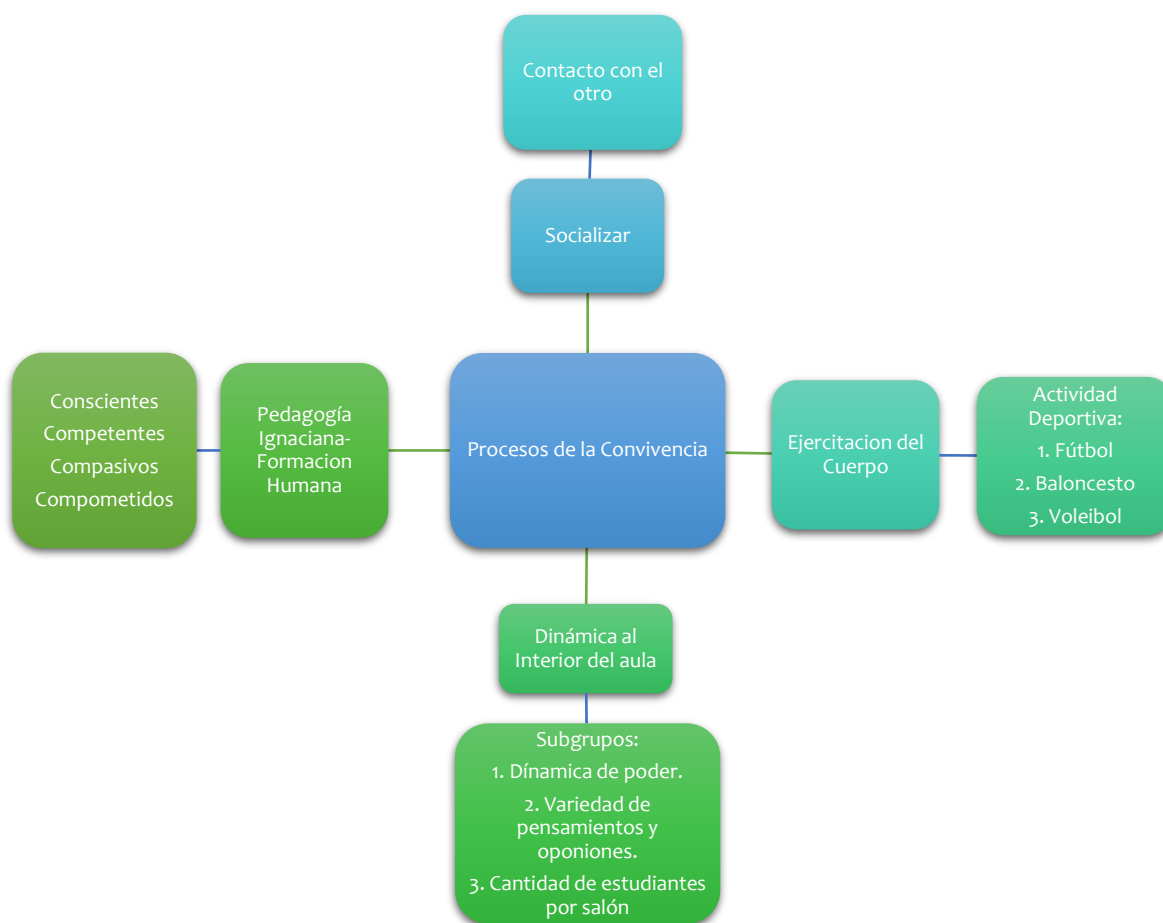 Contacto con el
otro
Socializar
Conscientes
Competentes
Compasivos
Compometidos
Pedagogía
Ignaciana-
Formacion
Humana
Procesos de la Convivencia
Ejercitacion del
Cuerpo
Actividad
Deportiva:
1. Fútbol
2. Baloncesto
3. Voleibol
Dinámica al
Interior del aula
Subgrupos:
1. Dínamica de poder.
2. Variedad de
pensamientos y
oponiones.
3. Cantidad de estudiantes
por salón